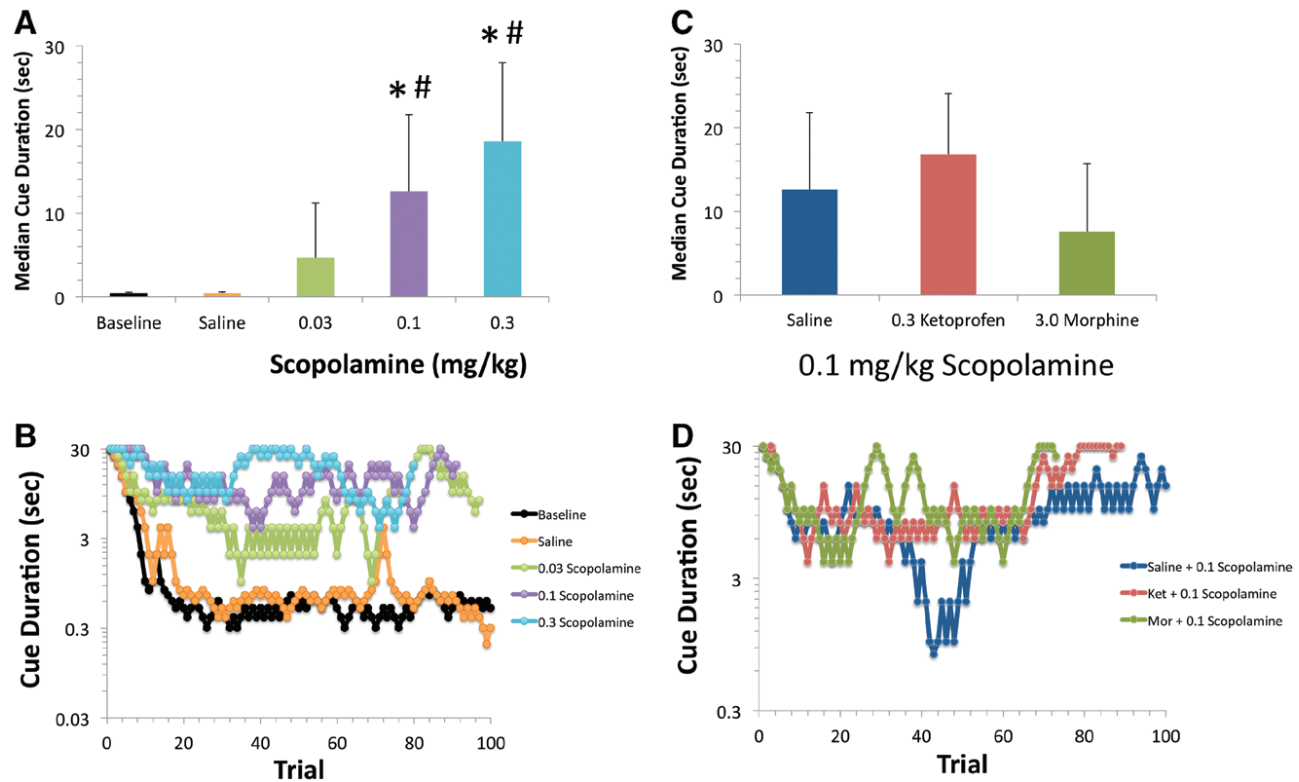 A
Median Cue Duration (sec)
30
20
10
0
* #
* #
Baseline
Saline
0.03
0.1
0.3
Scopolamine (mg/kg)
C
Median Cue Duration (sec)
30
20
10
0
Saline
0.3 Ketoprofen
3.0 Morphine
0.1 mg/kg Scopolamine
B
Cue Duration (sec)
30
3
0.3
0.03
0
20
40
60
80
100
Trial
Baseline
Saline
0.03 Scopolamine
0.1 Scopolamine
0.3 Scopolamine
D
Cue Duration (sec)
30
3
0.3
0
20
40
60
80
100
Trial
Saline + 0.1 Scopolamine
Ket + 0.1 Scopolamine
Mor + 0.1 Scopolamine